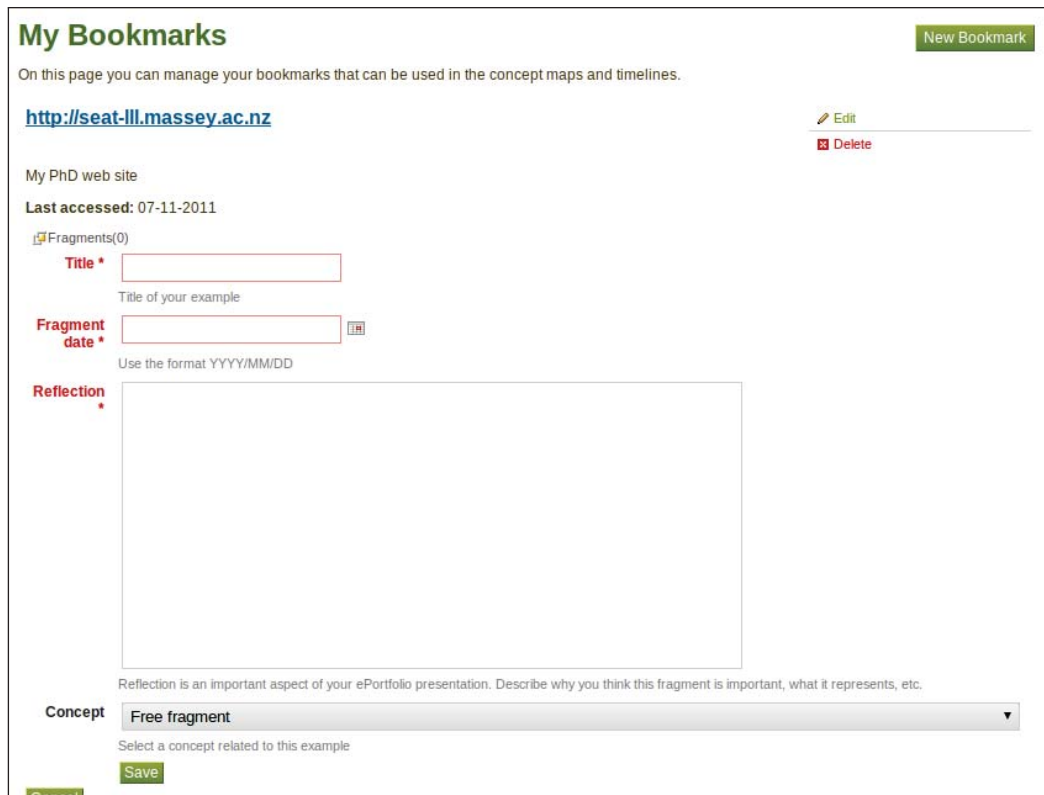 My Bookmarks
New Bookmark
On this page you can manage your bookmarks that can be used in the concept maps and timelines.
http://seat-lll.massey.ac.nz
Edit
Delete
My PhD web site
Last accessed: 07-11-2011
Fragments(0)
Title *
Title of your example
Fragment
date *
Use the format YYYY/MM/DD
Reflection
*
Reflection is an important aspect of your ePortfolio presentation. Describe why you think this fragment is important, what it represents, etc.
Concept
Free fragment
Select a concept related to this example
Save